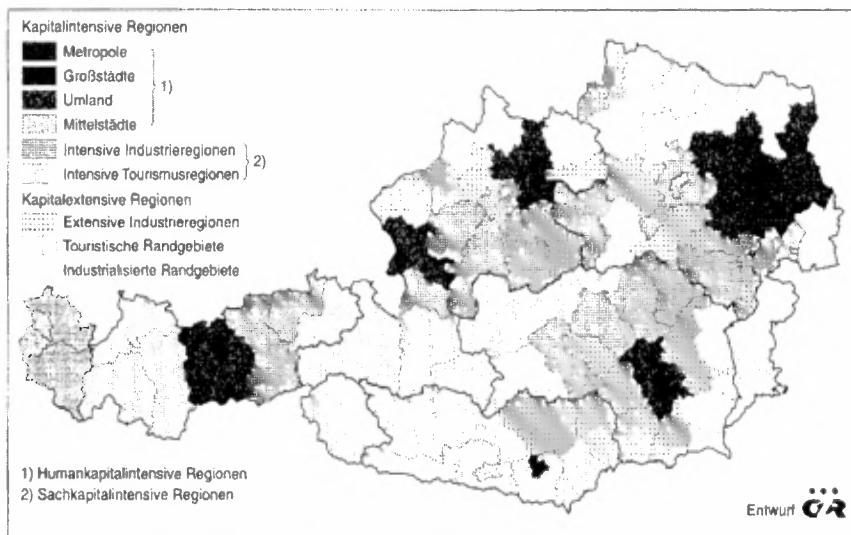 Kapitalintensive Regionen
Metropole
Großstädte
Umland
1)
Mittelstädte
Intensive Industrieregionen
2)
Intensive Tourismusregionen
Kapitalextensive Regionen
Extensive Industrieregionen
Touristische Randgebiete
Industrialisierte Randgebiete
1) Humankapitalintensive Regionen
2) Sachkapitalintensive Regionen
Entwurf